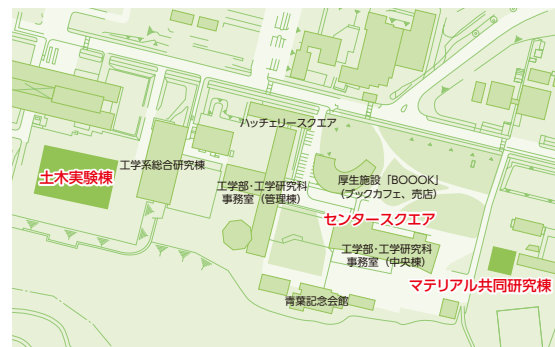 ハッチェリースクエア
工学系総合研究棟
土木実験棟
工学部・工学研究科
事務室（管理棟）
厚生施設「BOOOK」
（ブックカフェ、売店）
センタースクエア
工学部・工学研究科
事務室（中央棟）
マテリアル共同研究棟
青葉記念会館